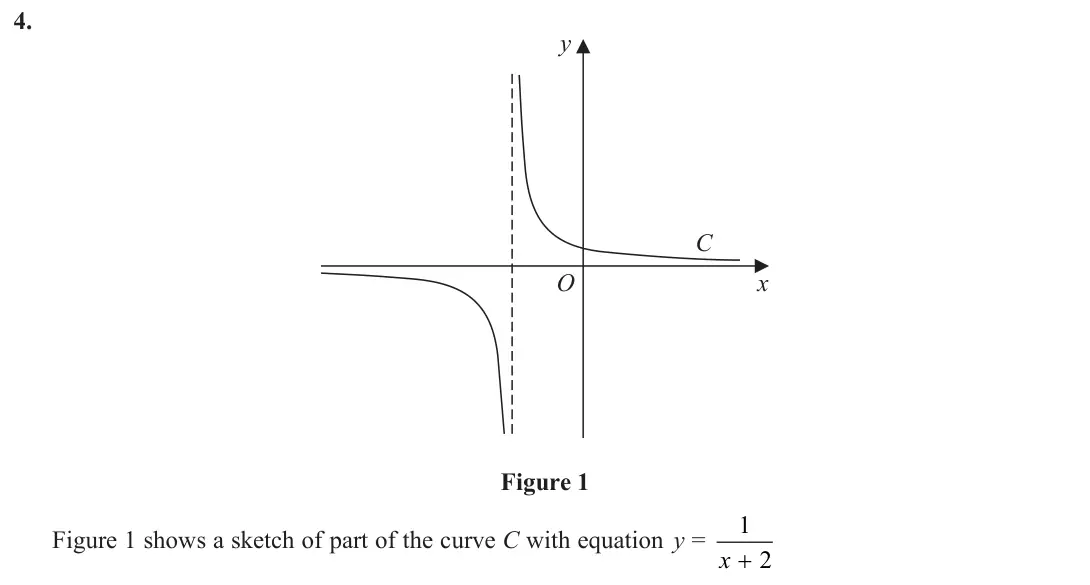 4.
y
C
O
x
Figure 1
Figure 1 shows a sketch of part of the curve C with equation y = 1/(x + 2)